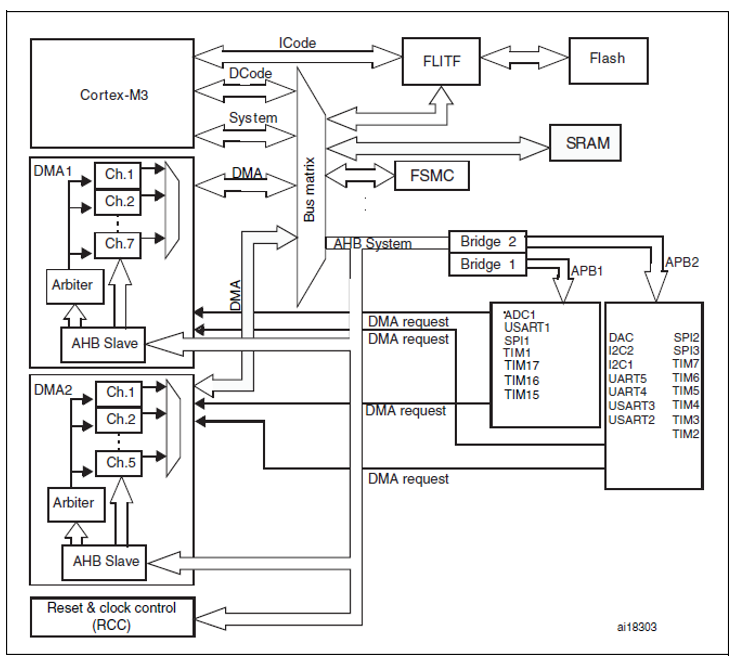 ICode
FLITF
Flash
Cortex-M3
DCode
System
SRAM
Bus matrix
DMA1
Ch.1
DMA
FSMC
Ch.2
Ch.7
AHB System
Bridge 2
Bridge 1
APB1
APB2
Arbiter
DMA
AHB Slave
DMA request
DMA request
ADC1
USART1
SPI1
TIM1
TIM17
TIM16
TIM15
DAC SPI2
I2C2 SPI3
I2C1 TIM7
UART5 TIM6
UART4 TIM5
USART3 TIM4
USART2 TIM3
TIM2
DMA2
Ch.1
Ch.2
Ch.5
DMA request
DMA request
Arbiter
AHB Slave
Reset & clock control
(RCC)
ai18303